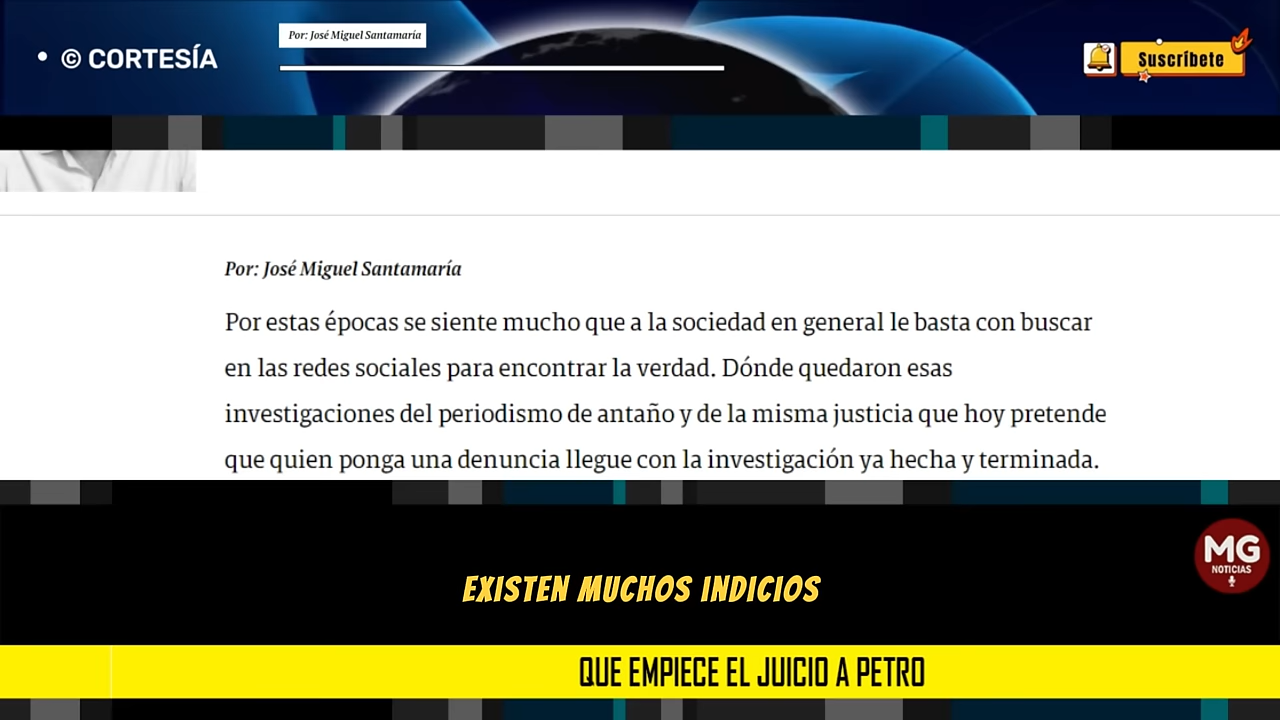 • © CORTESÍA
Por: José Miguel Santamaría
Suscríbete
Por: José Miguel Santamaría
Por estas épocas se siente mucho que a la sociedad en general le basta con buscar
en las redes sociales para encontrar la verdad. Dónde quedaron esas
investigaciones del periodismo de antaño y de la misma justicia que hoy pretende
que quien ponga una denuncia llegue con la investigación ya hecha y terminada.
MG
NOTICIAS
EXISTEN MUCHOS INDICIOS
QUE EMPIECE EL JUICIO A PETRO